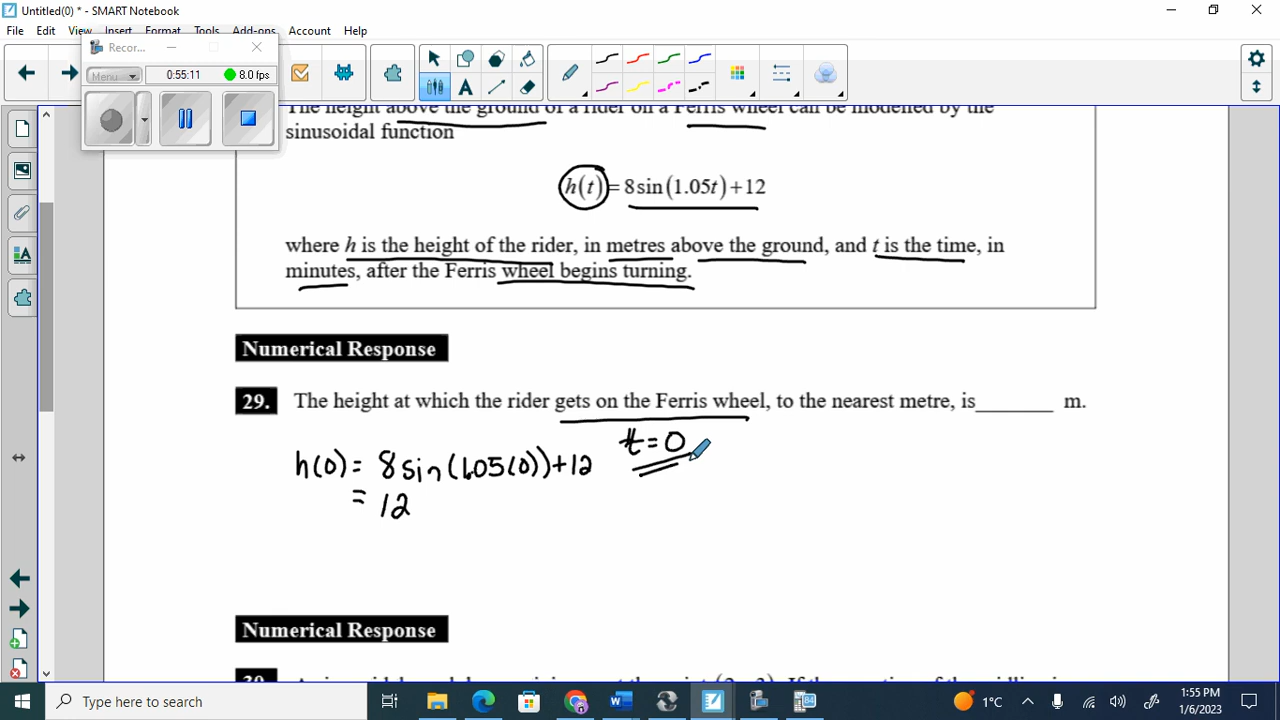 Untitled(0) * - SMART Notebook
File Edit View Insert Format Tools Add-ons Account Help
Recor...
0:55:11 8.0 fps
Menu
The height above the ground of a rider on a Ferris wheel can be modelled by the
sinusoidal function
h(t) = 8sin(1.05t)+12
where h is the height of the rider, in metres above the ground, and t is the time, in
minutes, after the Ferris wheel begins turning.
Numerical Response
29. The height at which the rider gets on the Ferris wheel, to the nearest metre, is________ m.
t=0
h(0)= 8sin(1.05(0))+12
= 12
Numerical Response
Type here to search
1°C
1:55 PM
1/6/2023